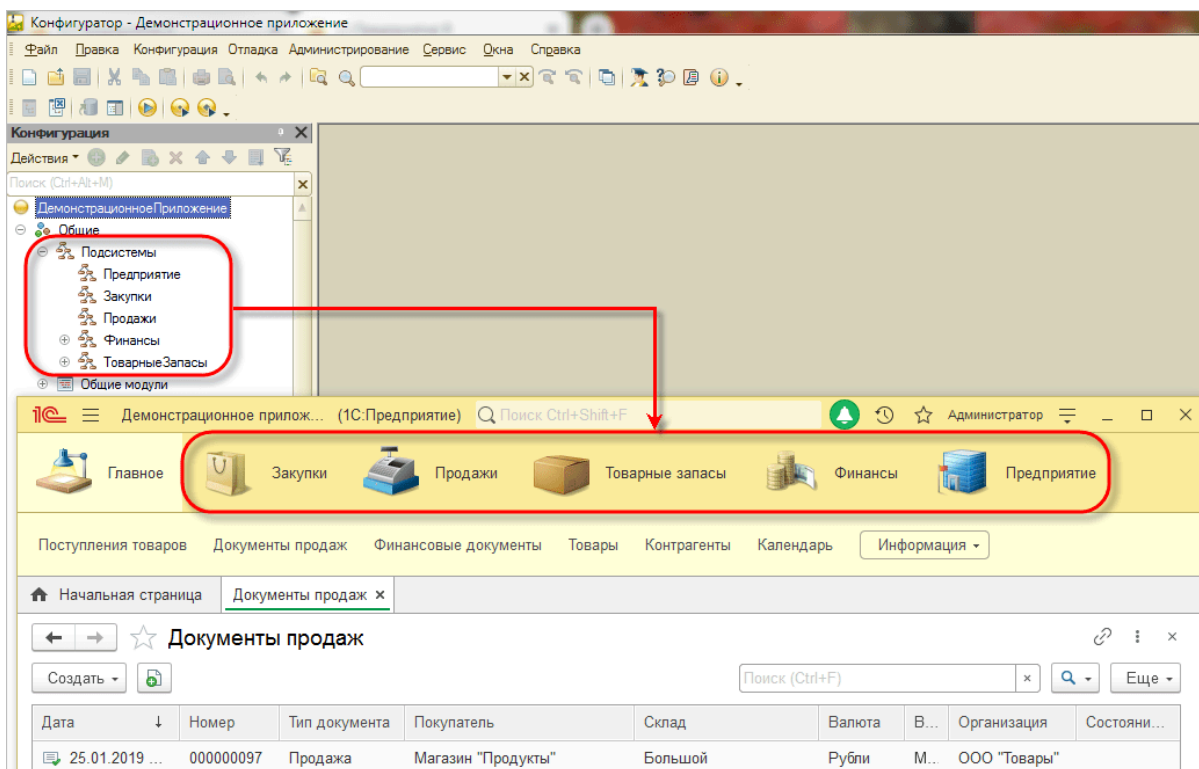 Конфигуратор - Демонстрационное приложение
Файл Правка Конфигурация Отладка Администрирование Сервис Окна Справка
Конфигурация
Действия
Поиск (Ctrl+Alt+M)
ДемонстрационноеПриложение
Общие
Подсистемы
Предприятие
Закупки
Продажи
Финансы
ТоварныеЗапасы
Общие модули
1С Демонстрационное прилож... (1С:Предприятие) Поиск Ctrl+Shift+F Администратор
Главное Закупки Продажи Товарные запасы Финансы Предприятие
Поступления товаров Документы продаж Финансовые документы Товары Контрагенты Календарь Информация
Начальная страница Документы продаж
Документы продаж
Создать Поиск (Ctrl+F) Еще
Дата Номер Тип документа Покупатель Склад Валюта В... Организация Состояни...
25.01.2019 ... 000000097 Продажа Магазин "Продукты" Большой Рубли М... ООО "Товары"